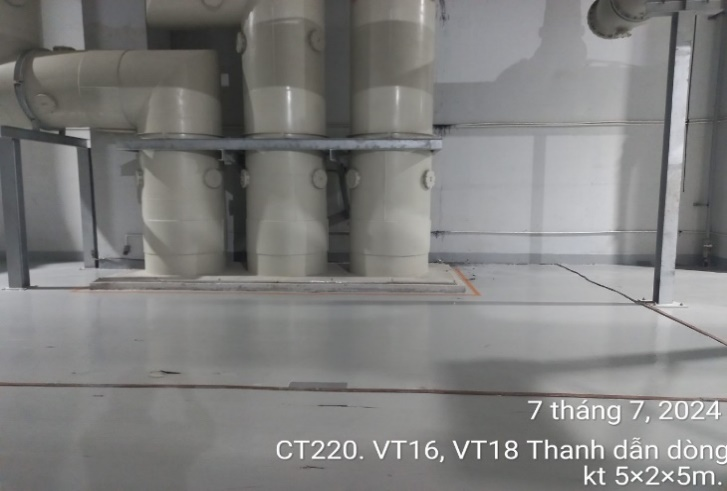 7 tháng 7, 2024
CT220. VT16, VT18 Thanh dẫn dòng
kt 5×2×5m.